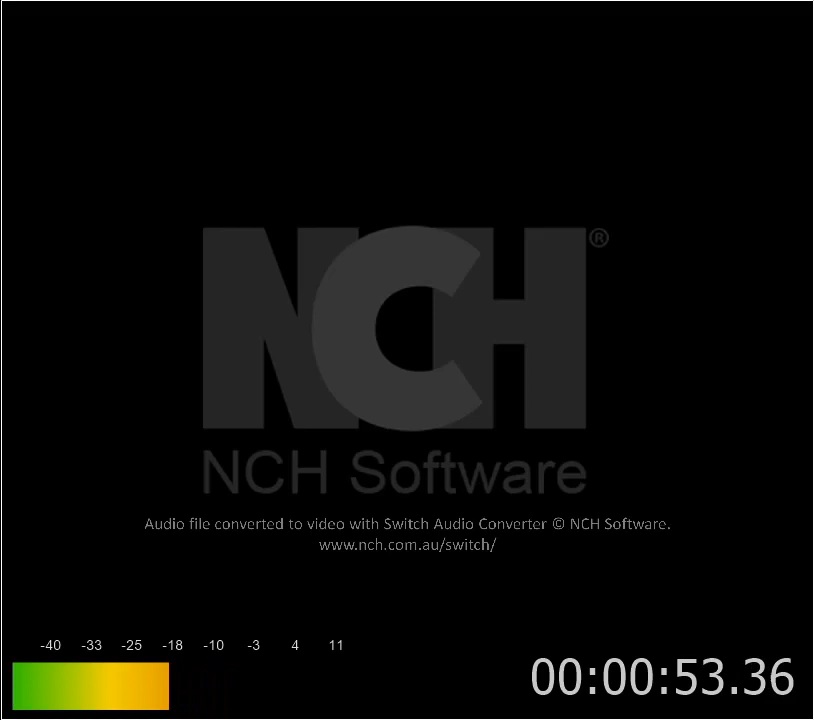 NCH®
NCH Software
Audio file converted to video with Switch Audio Converter © NCH Software.
www.nch.com.au/switch/
-40 -33 -25 -18 -10 -3 4 11
00:00:53.36